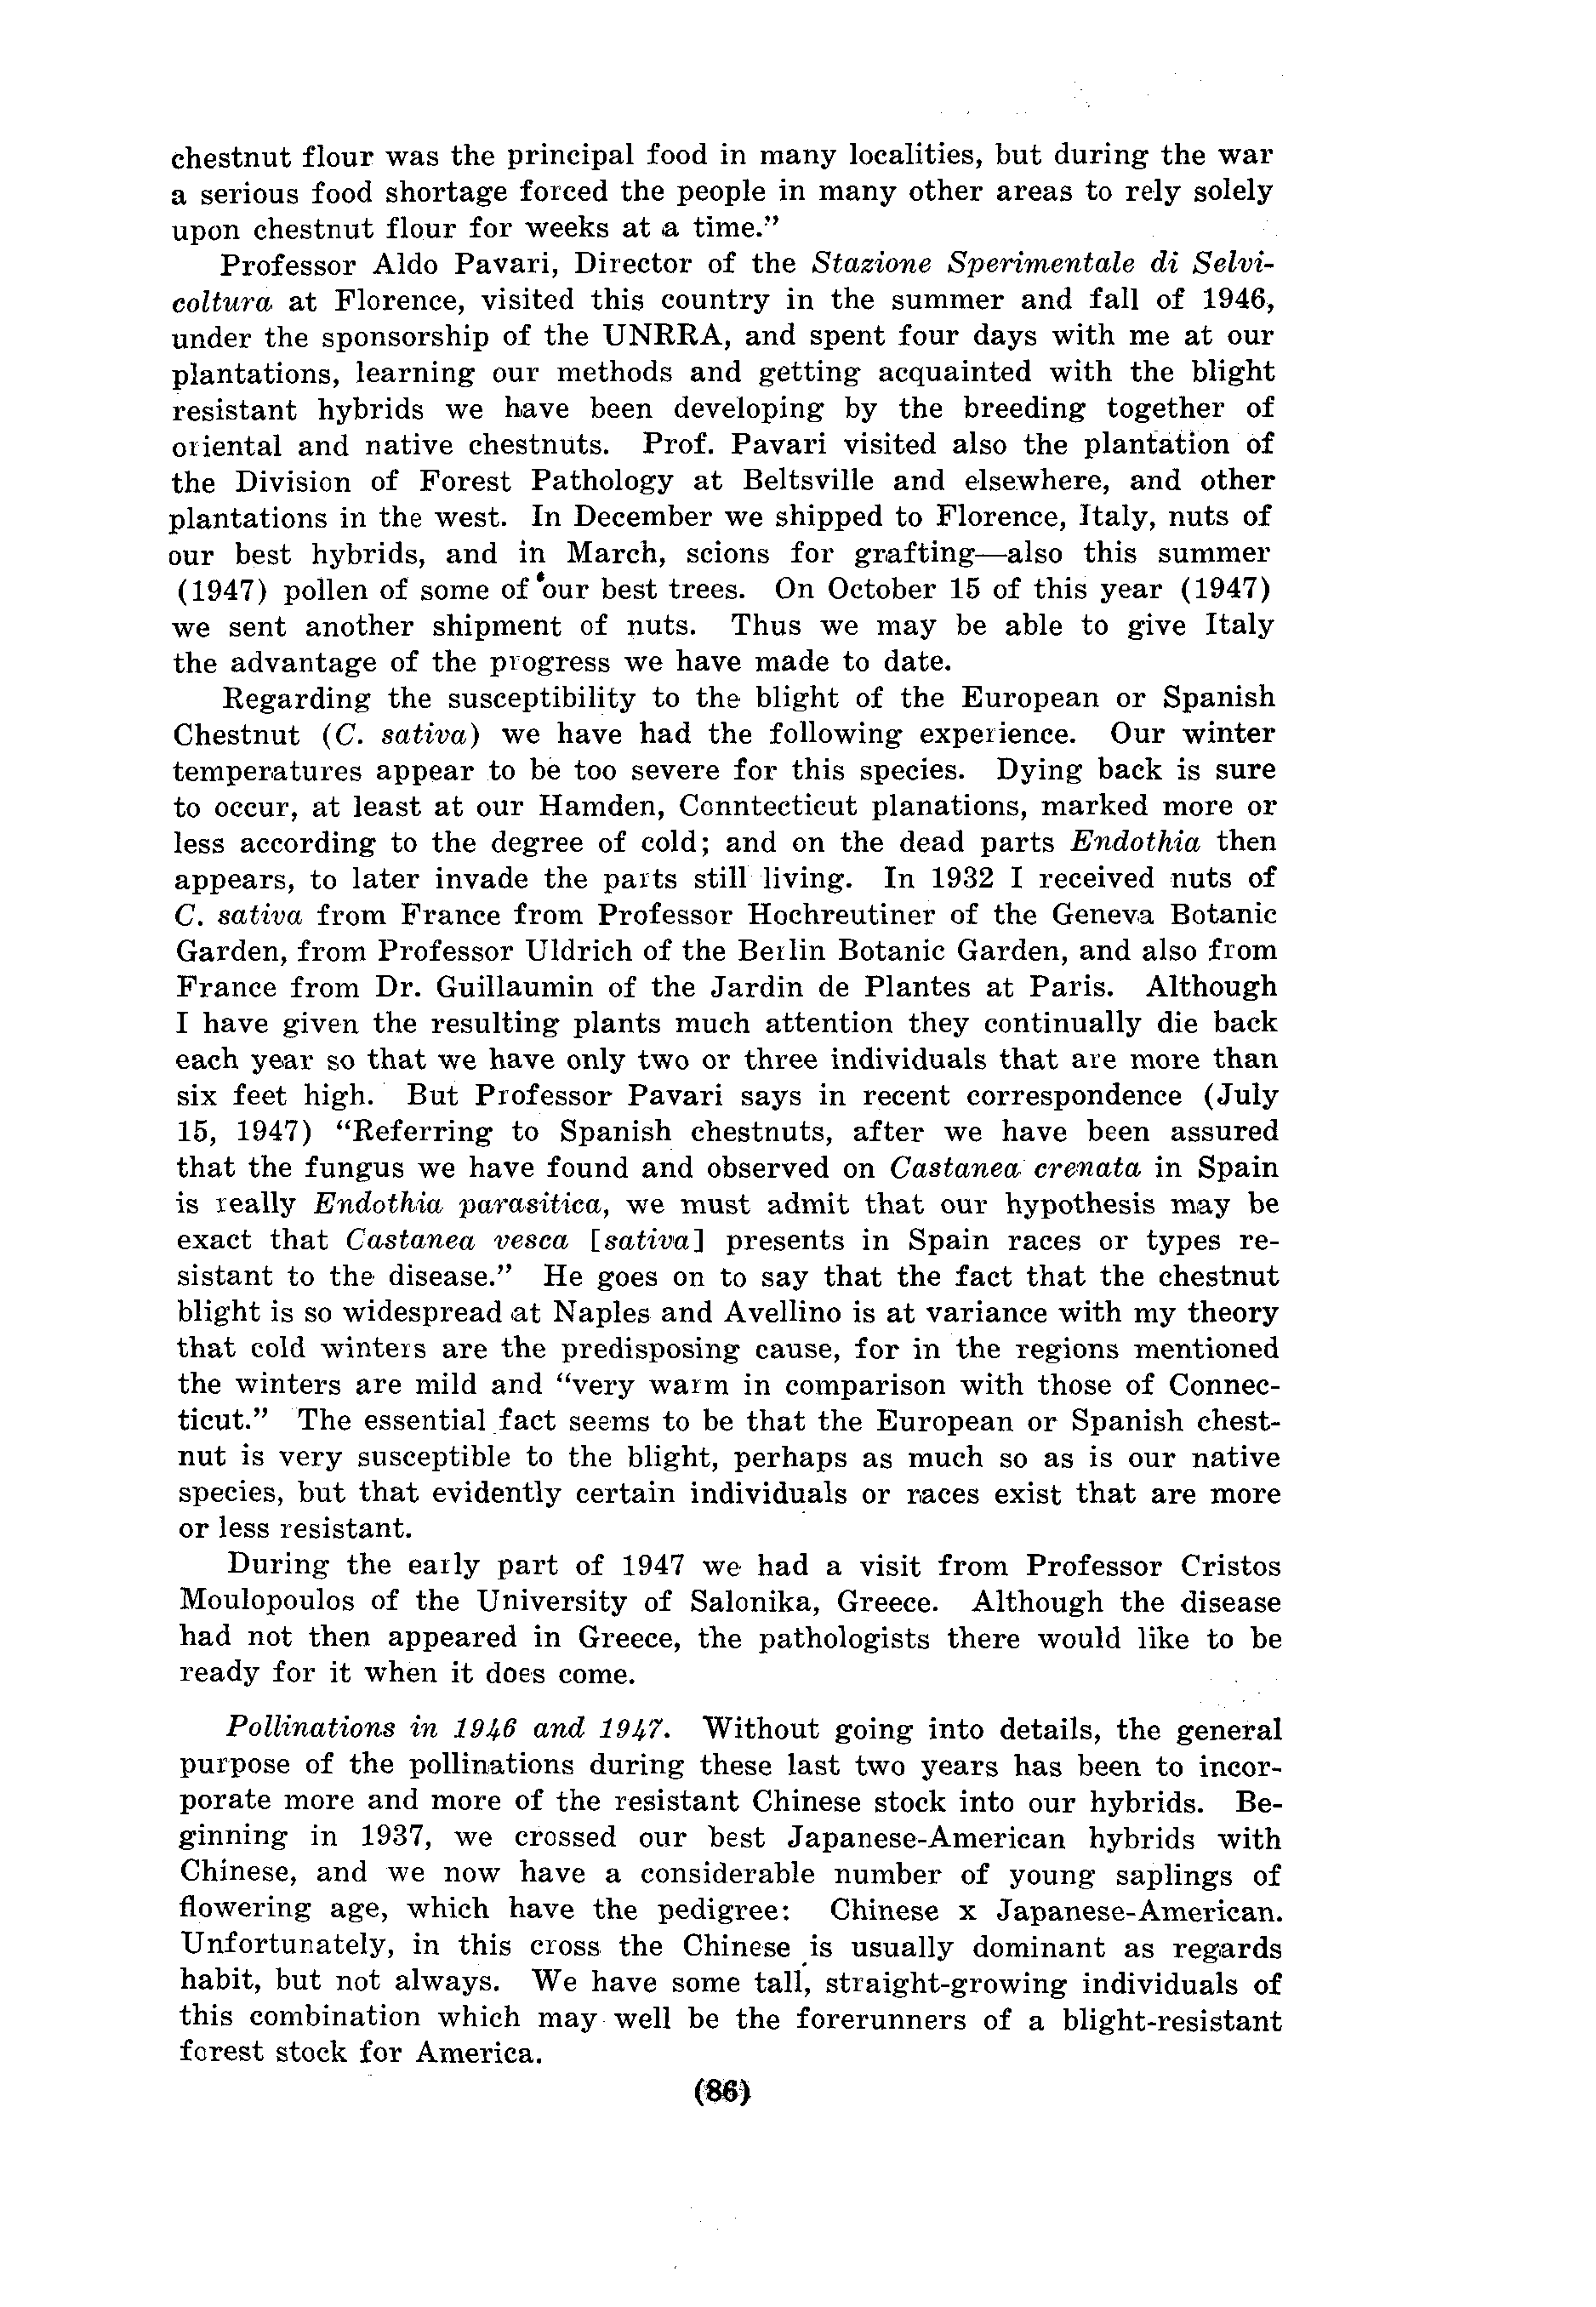 chestnut flour was the principal food in many localities, but during the war
a serious food shortage forced the people in many other areas to rely solely
upon chestnut flour for weeks at a time."
Professor Aldo Pavari, Director of the Stazione Sperimentale di Selvi-
coltura at Florence, visited this country in the summer and fall of 1946,
under the sponsorship of the UNRRA, and spent four days with me at our
plantations, learning our methods and getting acquainted with the blight
resistant hybrids we have been developing by the breeding together of
oriental and native chestnuts. Prof. Pavari visited also the plantation of
the Division of Forest Pathology at Beltsville and elsewhere, and other
plantations in the west. In December we shipped to Florence, Italy, nuts of
our best hybrids, and in March, scions for grafting—also this summer
(1947) pollen of some of our best trees. On October 15 of this year (1947)
we sent another shipment of nuts. Thus we may be able to give Italy
the advantage of the progress we have made to date.
Regarding the susceptibility to the blight of the European or Spanish
Chestnut (C. sativa) we have had the following experience. Our winter
temperatures appear to be too severe for this species. Dying back is sure
to occur, at least at our Hamden, Conntecticut planations, marked more or
less according to the degree of cold; and on the dead parts Endothia then
appears, to later invade the parts still living. In 1932 I received nuts of
C. sativa from France from Professor Hochreutiner of the Geneva Botanic
Garden, from Professor Uldrich of the Berlin Botanic Garden, and also from
France from Dr. Guillaumin of the Jardin de Plantes at Paris. Although
I have given the resulting plants much attention they continually die back
each year so that we have only two or three individuals that are more than
six feet high. But Professor Pavari says in recent correspondence (July
15, 1947) "Referring to Spanish chestnuts, after we have been assured
that the fungus we have found and observed on Castanea crenata in Spain
is really Endothia parasitica, we must admit that our hypothesis may be
exact that Castanea vesca [sativa] presents in Spain races or types re-
sistant to the disease." He goes on to say that the fact that the chestnut
blight is so widespread at Naples and Avellino is at variance with my theory
that cold winters are the predisposing cause, for in the regions mentioned
the winters are mild and "very warm in comparison with those of Connec-
ticut." The essential fact seems to be that the European or Spanish chest-
nut is very susceptible to the blight, perhaps as much so as is our native
species, but that evidently certain individuals or races exist that are more
or less resistant.
During the early part of 1947 we had a visit from Professor Cristos
Moulopoulos of the University of Salonika, Greece. Although the disease
had not then appeared in Greece, the pathologists there would like to be
ready for it when it does come.
Pollinations in 1946 and 1947. Without going into details, the general
purpose of the pollinations during these last two years has been to incor-
porate more and more of the resistant Chinese stock into our hybrids. Be-
ginning in 1937, we crossed our best Japanese-American hybrids with
Chinese, and we now have a considerable number of young saplings of
flowering age, which have the pedigree: Chinese x Japanese-American.
Unfortunately, in this cross the Chinese is usually dominant as regards
habit, but not always. We have some tall, straight-growing individuals of
this combination which may well be the forerunners of a blight-resistant
forest stock for America.
(86)